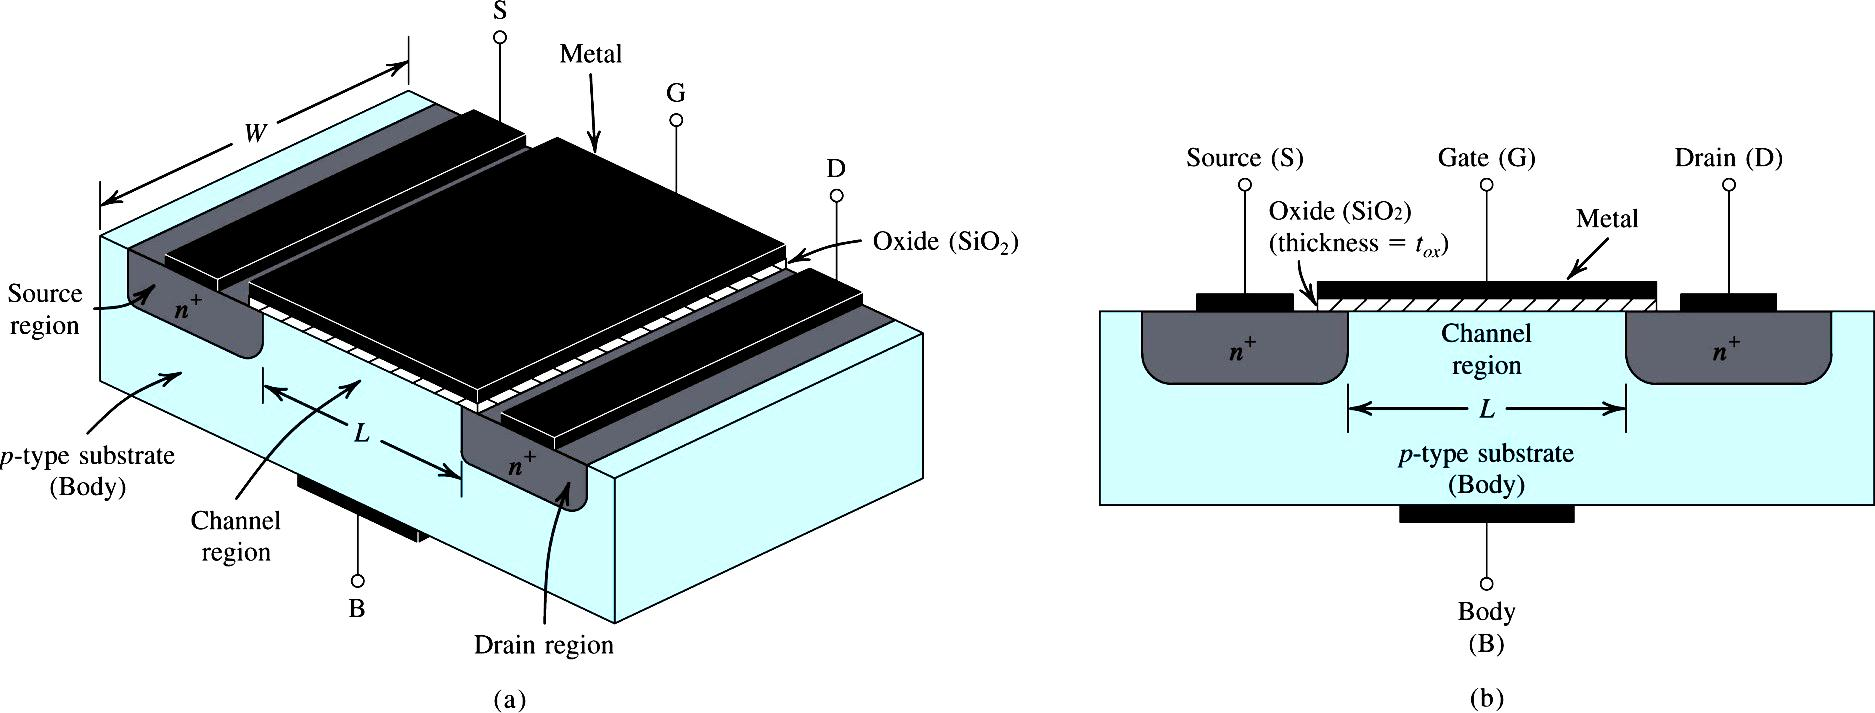 S
Metal
G
W
D
Oxide (SiO₂)
Source
region
n⁺
L
n⁺
p-type substrate
(Body)
Channel
region
B
Drain region
(a)
Source (S)
Gate (G)
Drain (D)
Oxide (SiO₂)
(thickness = tₒₓ)
Metal
n⁺
Channel
region
n⁺
L
p-type substrate
(Body)
Body
(B)
(b)